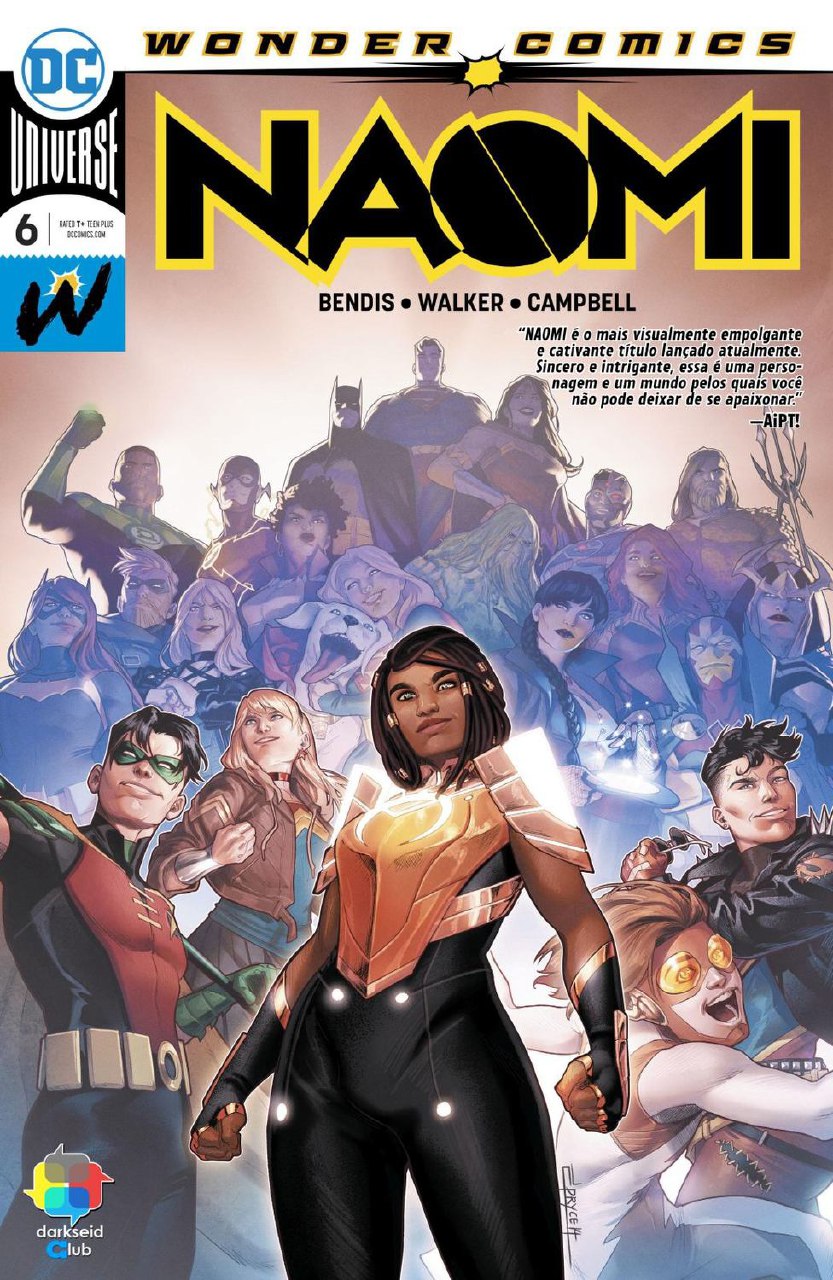 WONDER COMICS
DC
UNIVERSE
NAOMI
6
RATED T+ TEEN PLUS
DCCOMICS.COM
W
BENDIS • WALKER • CAMPBELL
“NAOMI é o mais visualmente empolgante
e cativante título lançado atualmente.
Sincero e intrigante, essa é uma perso-
nagem e um mundo pelos quais você
não pode deixar de se apaixonar.”
—AiPT!
darkseid
Club